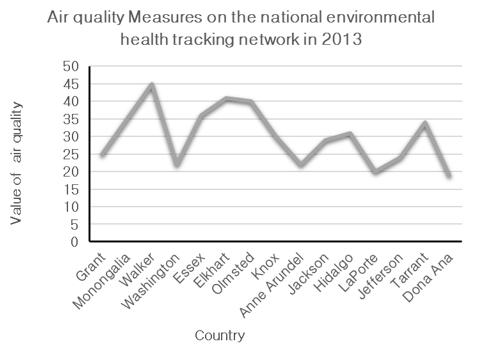 Air quality Measures on the national environmental
health tracking network in 2013
Value of air quality
50
45
40
35
30
25
20
15
10
5
0
Grant
Monongalia
Walker
Washington
Essex
Elkhart
Olmsted
Knox
Anne Arundel
Jackson
Hidalgo
LaPorte
Jefferson
Tarrant
Dona Ana
Country